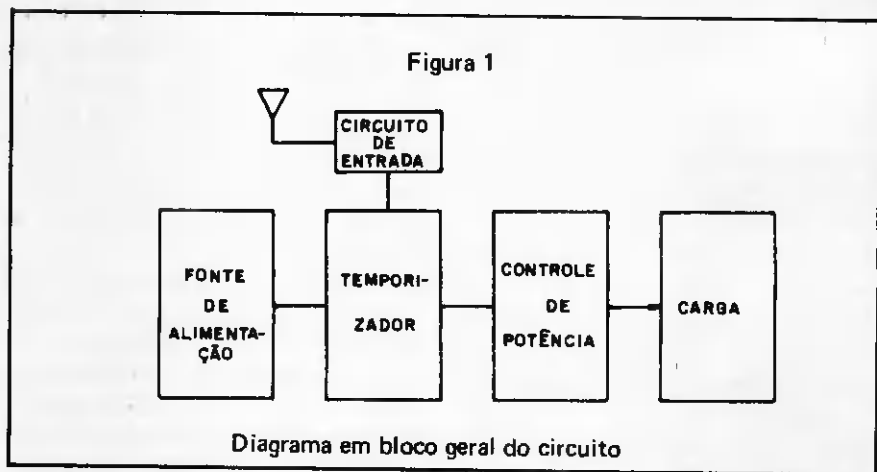 Figura 1
CIRCUITO
DE
ENTRADA
FONTE
DE
ALIMENTA-
ÇÃO
TEMPORI-
ZADOR
CONTROLE
DE
POTÊNCIA
CARGA
Diagrama em bloco geral do circuito